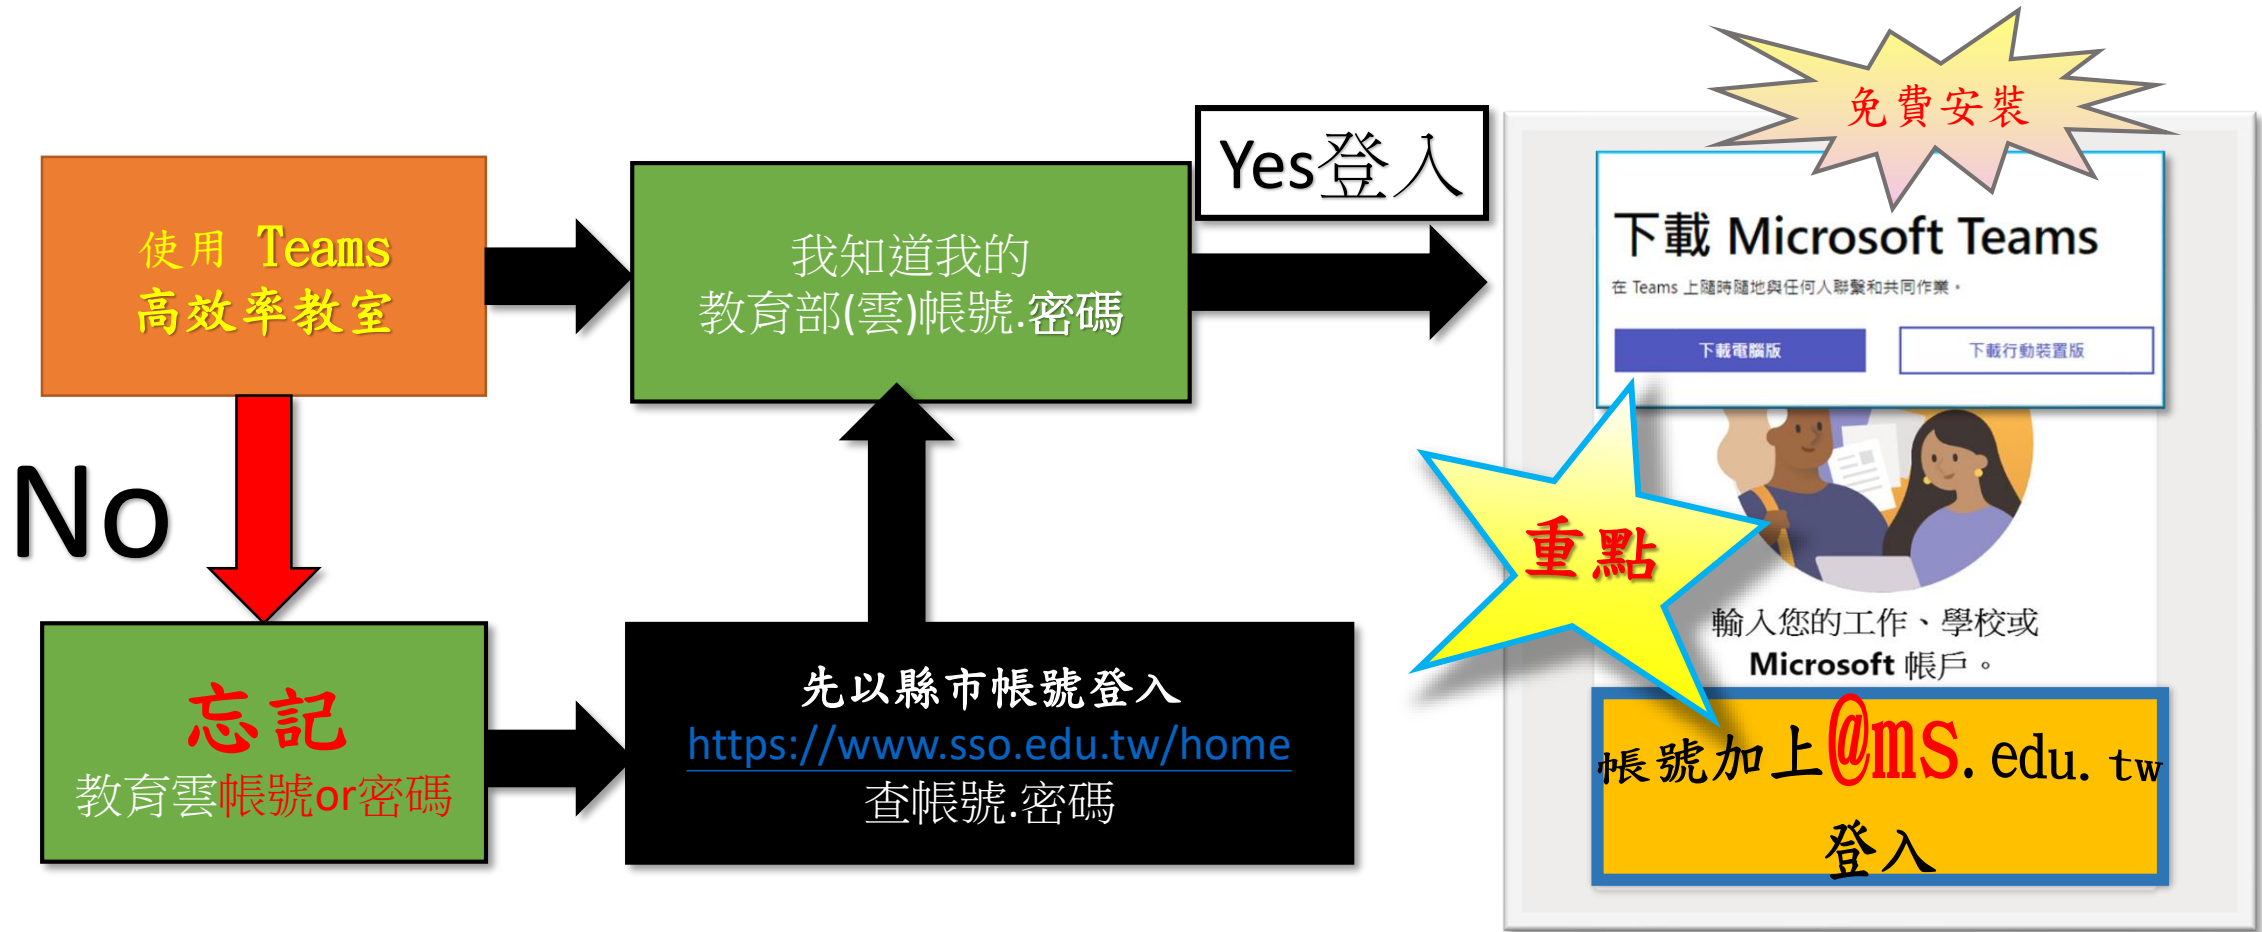 使用 Teams
高效率教室
No
忘記
教育雲帳號or密碼
我知道我的
教育部(雲)帳號.密碼
先以縣市帳號登入
https://www.sso.edu.tw/home
查帳號.密碼
Yes登入
免費安裝
下載 Microsoft Teams
在 Teams 上隨時隨地與任何人聯繫和共同作業。
下載電腦版
下載行動裝置版
重點
輸入您的工作、學校或
Microsoft 帳戶。
帳號加上@ms.edu.tw
登入